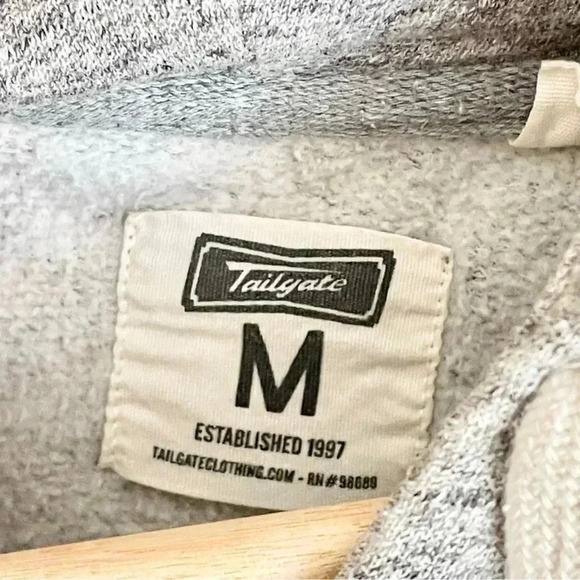 Tailgate
M
ESTABLISHED 1997
TAILGATECLOTHING.COM - RN#98689